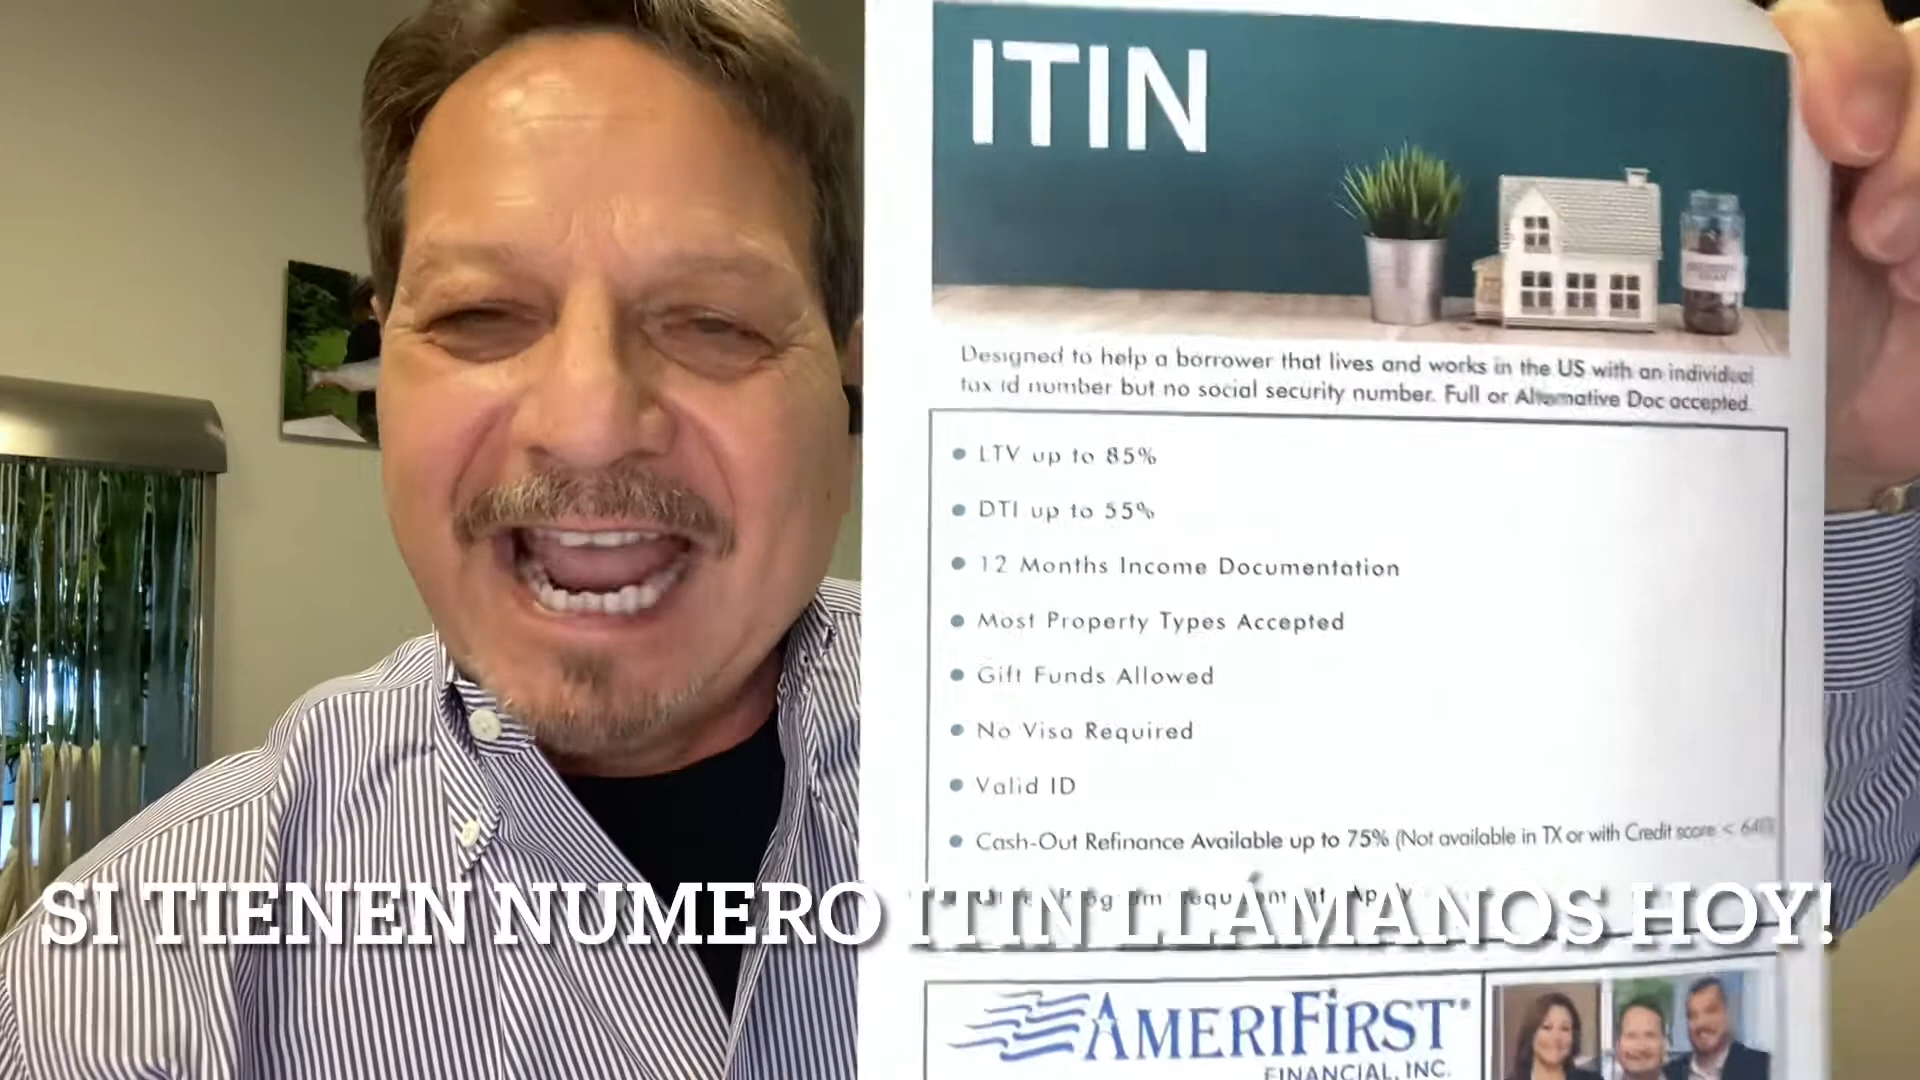 ITIN
Designed to help a borrower that lives and works in the US with an individual
tax id number but no social security number. Full or Alternative Doc accepted.
LTV up to 85%
DTI up to 55%
12 Months Income Documentation
Most Property Types Accepted
Gift Funds Allowed
No Visa Required
Valid ID
Cash-Out Refinance Available up to 75% (Not available in TX or with Credit score <
SI TIENEN NUMERO ITIN LLÁMANOS HOY!
AMERIFIRST®
FINANCIAL, INC.